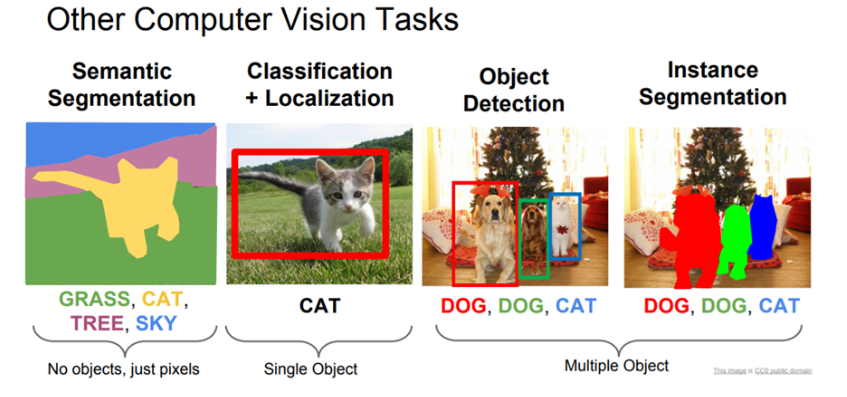 Other Computer Vision Tasks
Semantic
Segmentation
Classification
+ Localization
Object
Detection
Instance
Segmentation
GRASS, CAT,
TREE, SKY
CAT
DOG, DOG, CAT
DOG, DOG, CAT
No objects, just pixels
Single Object
Multiple Object
This image is CC0 public domain